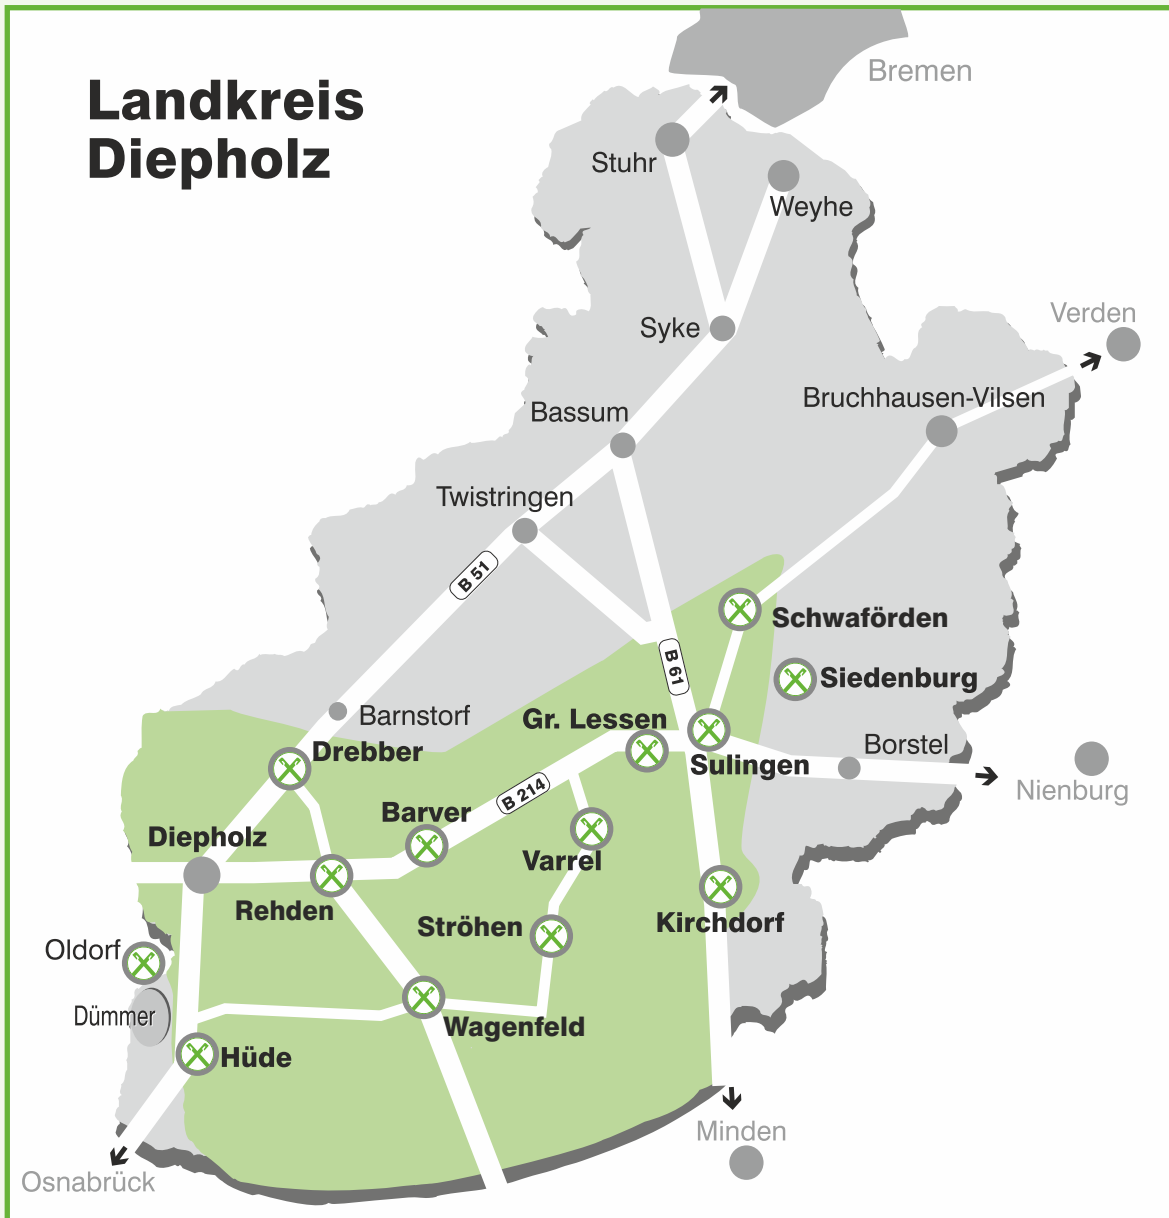 Landkreis
Diepholz
Bremen
Stuhr
Weyhe
Verden
Syke
Bruchhausen-Vilsen
Bassum
Twistringen
B 51
Schwaförden
B 61
Siedenburg
Barnstorf
Gr. Lessen
Drebber
Borstel
Sulingen
Nienburg
B 214
Barver
Diepholz
Varrel
Rehden
Ströhen
Kirchdorf
Oldorf
Dümmer
Wagenfeld
Hüde
Minden
Osnabrück